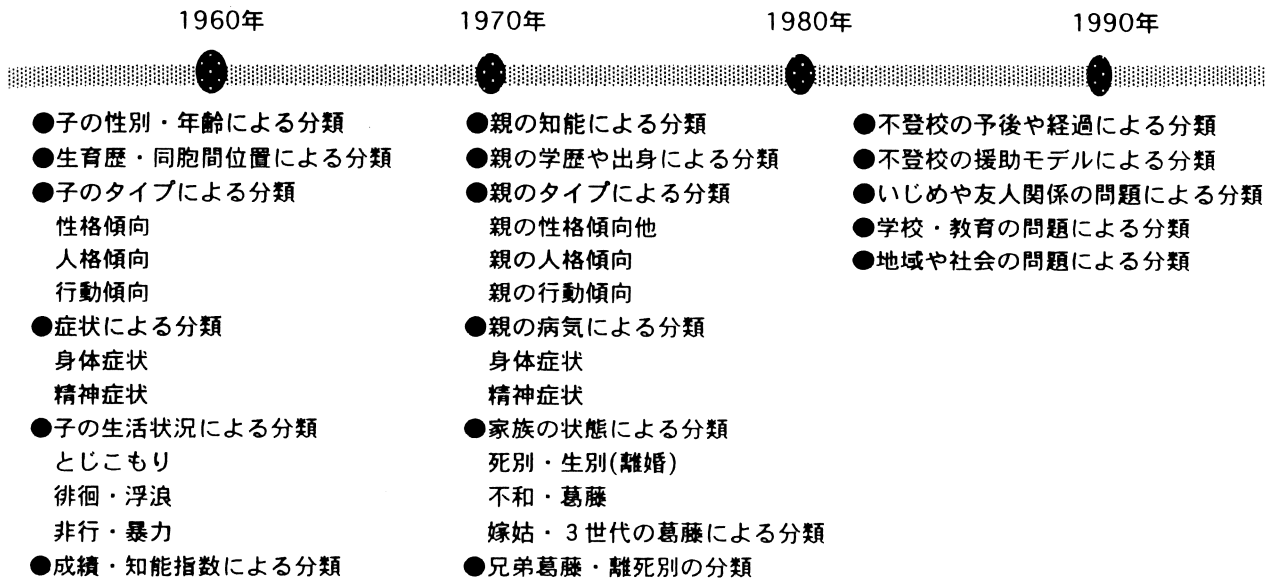 1960年
1970年
1980年
1990年
●子の性別・年齢による分類
●生育歴・同胞間位置による分類
●子のタイプによる分類
性格傾向
人格傾向
行動傾向
●症状による分類
身体症状
精神症状
●子の生活状況による分類
とじこもり
徘徊・浮浪
非行・暴力
●成績・知能指数による分類
●親の知能による分類
●親の学歴や出身による分類
●親のタイプによる分類
親の性格傾向他
親の人格傾向
親の行動傾向
●親の病気による分類
身体症状
精神症状
●家族の状態による分類
死別・生別(離婚)
不和・葛藤
嫁姑・3世代の葛藤による分類
●兄弟葛藤・離死別の分類
●不登校の予後や経過による分類
●不登校の援助モデルによる分類
●いじめや友人関係の問題による分類
●学校・教育の問題による分類
●地域や社会の問題による分類